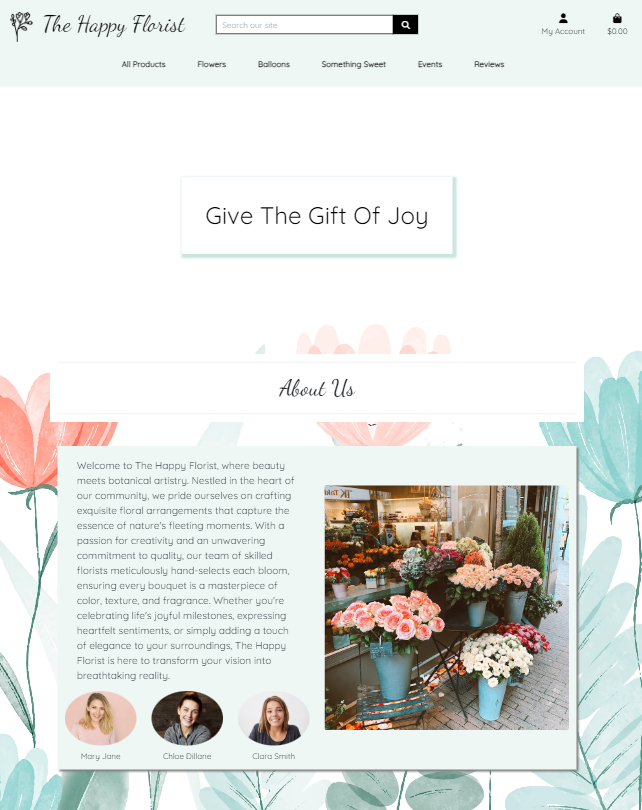 The Happy Florist
Search our site
My Account
$0.00
All Products Flowers Balloons Something Sweet Events Reviews
Give The Gift Of Joy
About Us
Welcome to The Happy Florist, where beauty
meets botanical artistry. Nestled in the heart of
our community, we pride ourselves on crafting
exquisite floral arrangements that capture the
essence of nature's fleeting moments. With a
passion for creativity and an unwavering
commitment to quality, our team of skilled
florists meticulously hand-selects each bloom,
ensuring every bouquet is a masterpiece of
color, texture, and fragrance. Whether you're
celebrating life's joyful milestones, expressing
heartfelt sentiments, or simply adding a touch
of elegance to your surroundings, The Happy
Florist is here to transform your vision into
breathtaking reality.
Mary Jane
Chloe Dillane
Clara Smith